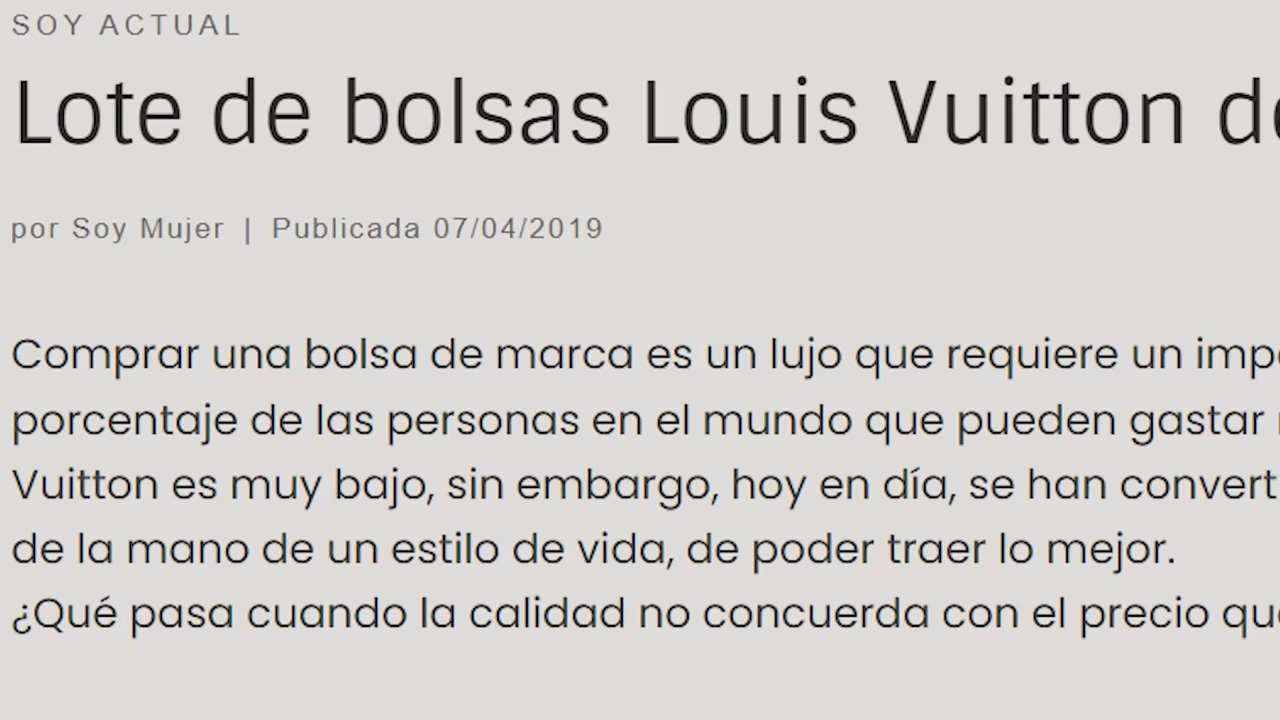 SOY ACTUAL
Lote de bolsas Louis Vuitton
por Soy Mujer | Publicada 07/04/2019
Comprar una bolsa de marca es un lujo que requiere un
porcentaje de las personas en el mundo que pueden gastar
Vuitton es muy bajo, sin embargo, hoy en día, se han
de la mano de un estilo de vida, de poder traer lo mejor.
¿Qué pasa cuando la calidad no concuerda con el precio